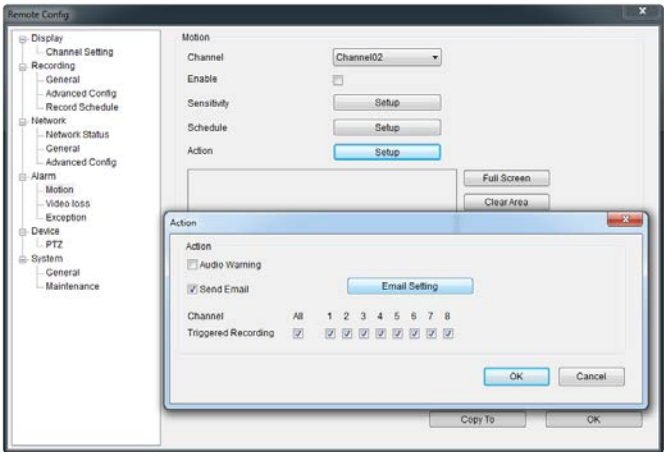 Remote Config
Display
Channel Setting
Recording
General
Advanced Config
Record Schedule
Network
Network Status
General
Advanced Config
Alarm
Motion
Video loss
Exception
Device
PTZ
System
General
Maintenance
Motion
Channel Channel02
Enable
Sensitivity Setup
Schedule Setup
Action Setup
Full Screen
Clear Area
Action
Action
Audio Warning
Send Email Email Setting
Channel All 1 2 3 4 5 6 7 8
Triggered Recording
OK Cancel
Copy To OK